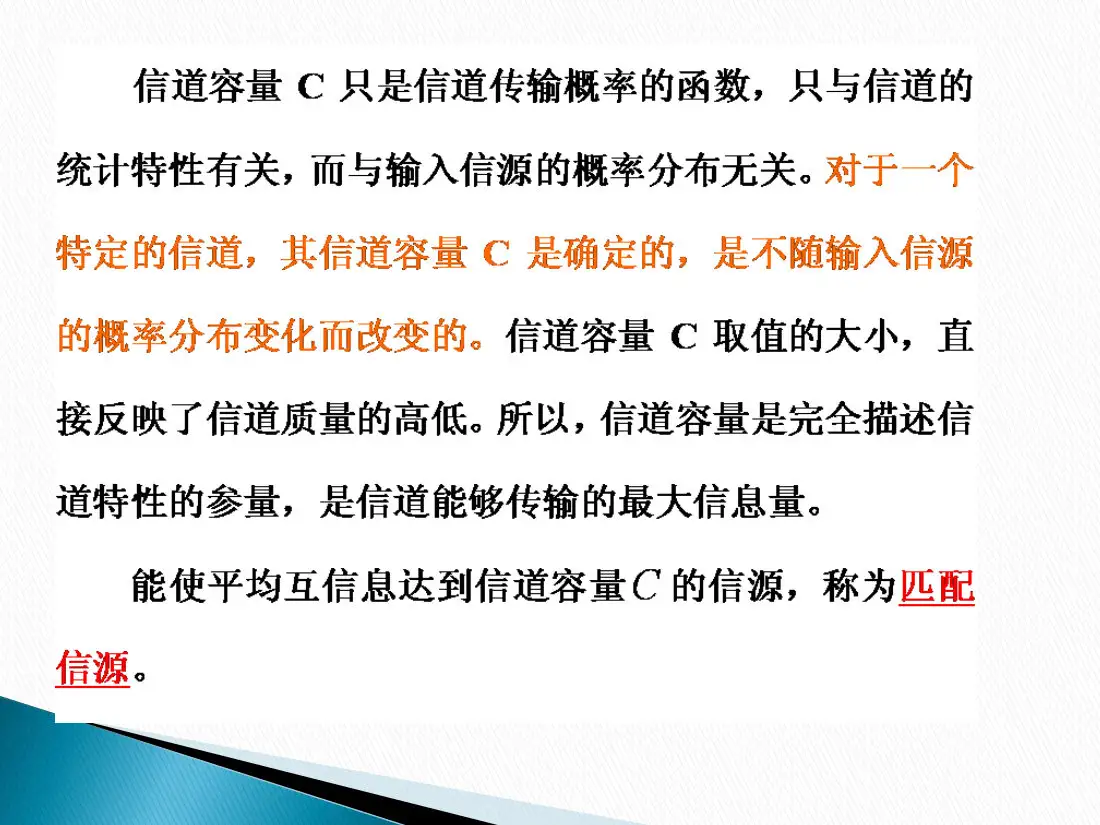 信道容量 C 只是信道传输概率的函数，只与信道的
统计特性有关，而与输入信源的概率分布无关。对于一个
特定的信道，其信道容量 C 是确定的，是不随输入信源
的概率分布变化而改变的。信道容量 C 取值的大小，直
接反映了信道质量的高低。所以，信道容量是完全描述信
道特性的参量，是信道能够传输的最大信息量。
能使平均互信息达到信道容量C的信源，称为匹配
信源。